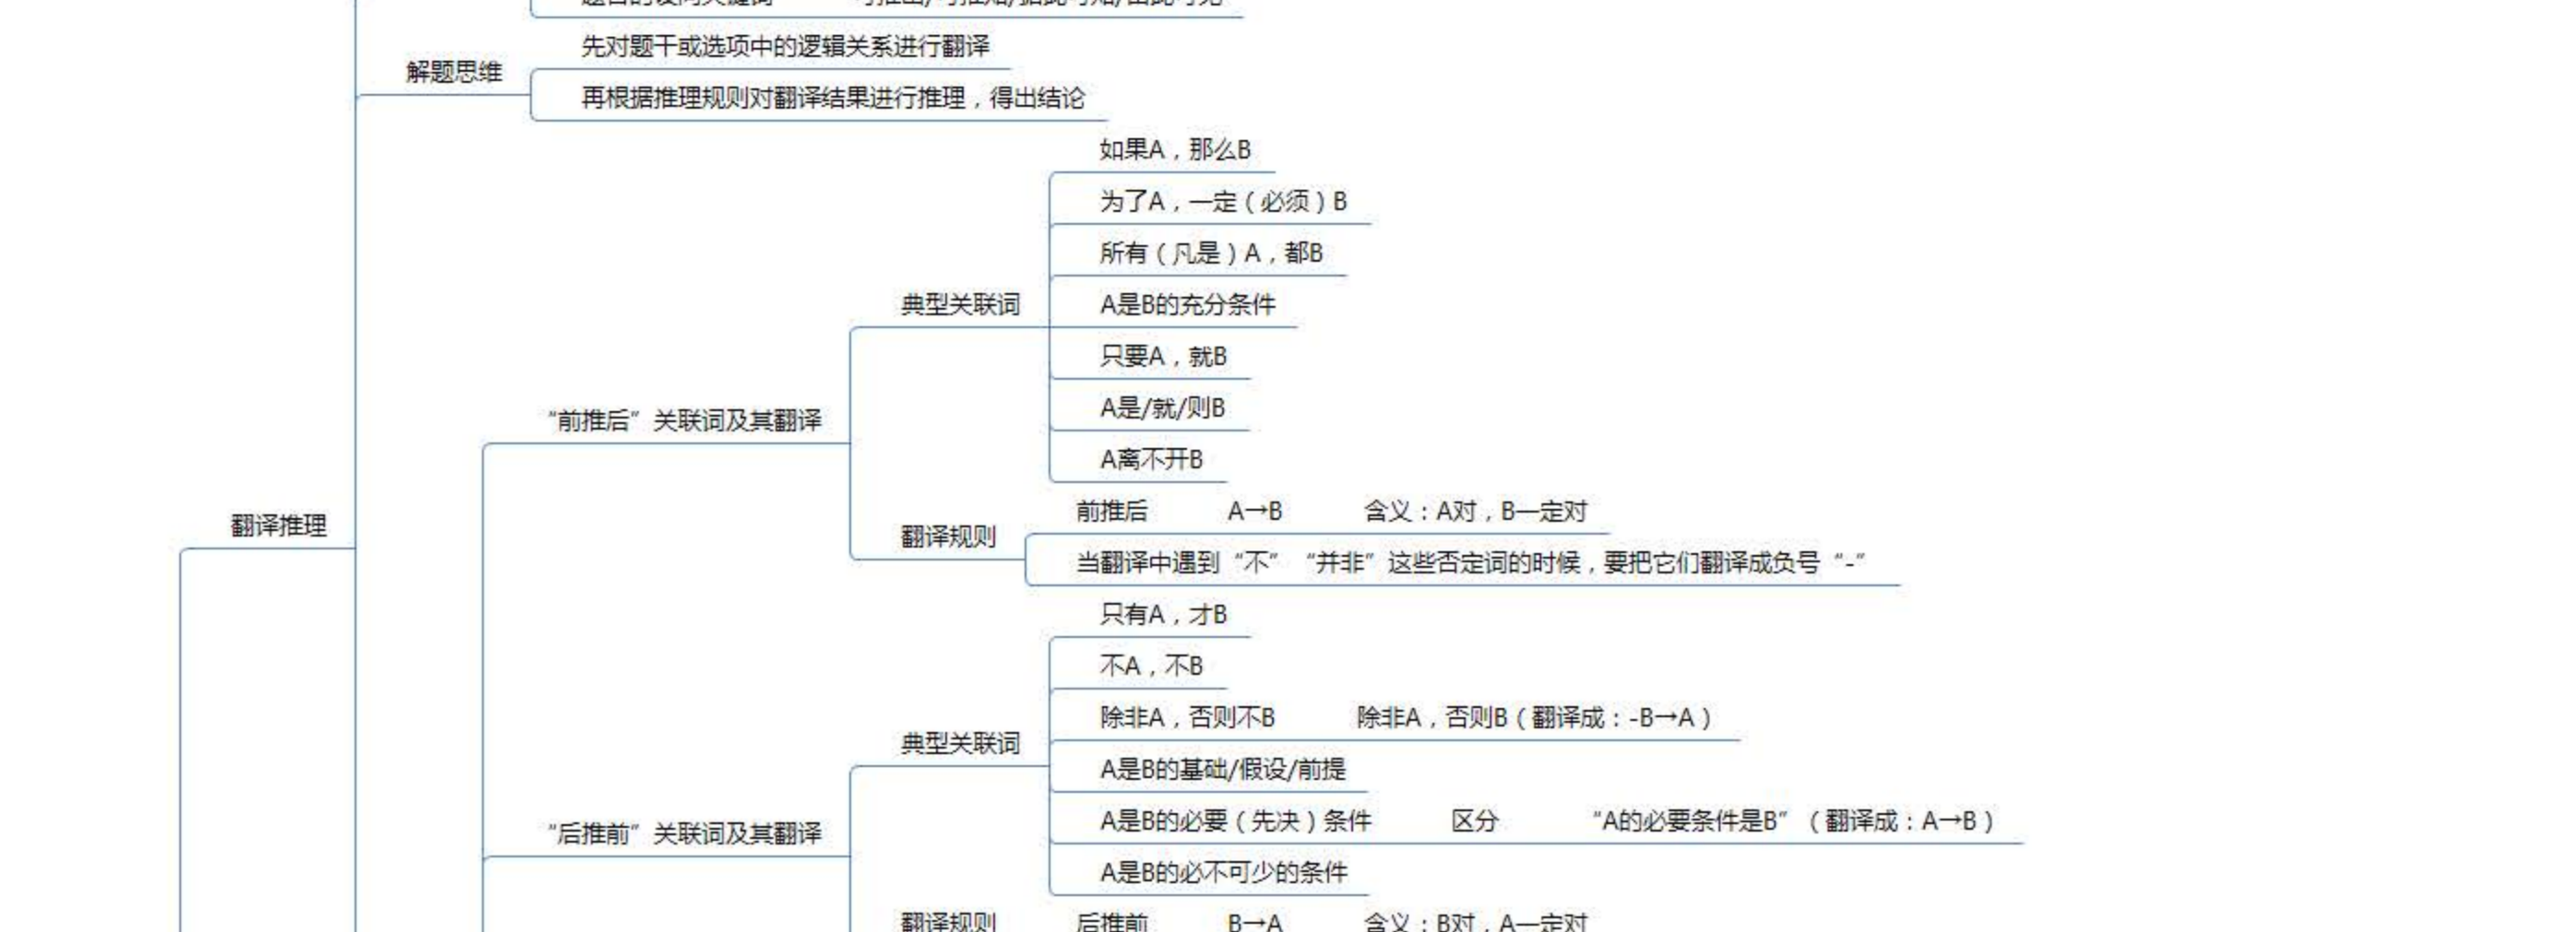 先对题干或选项中的逻辑关系进行翻译
解题思维
再根据推理规则对翻译结果进行推理，得出结论
如果A，那么B
为了A，一定（必须）B
所有（凡是）A，都B
典型关联词
A是B的充分条件
只要A，就B
A是/就/则B
“前推后”关联词及其翻译
A离不开B
翻译推理
前推后 A→B 含义：A对，B一定对
翻译规则
当翻译中遇到“不”“并非”这些否定词的时候，要把它们翻译成负号“-”
只有A，才B
不A，不B
除非A，否则不B 除非A，否则B（翻译成：-B→A）
典型关联词
A是B的基础/假设/前提
“后推前”关联词及其翻译
A是B的必要（先决）条件 区分 “A的必要条件是B”（翻译成：A→B）
A是B的必不可少的条件
翻译规则 后推前 B→A 含义：B对，A一定对